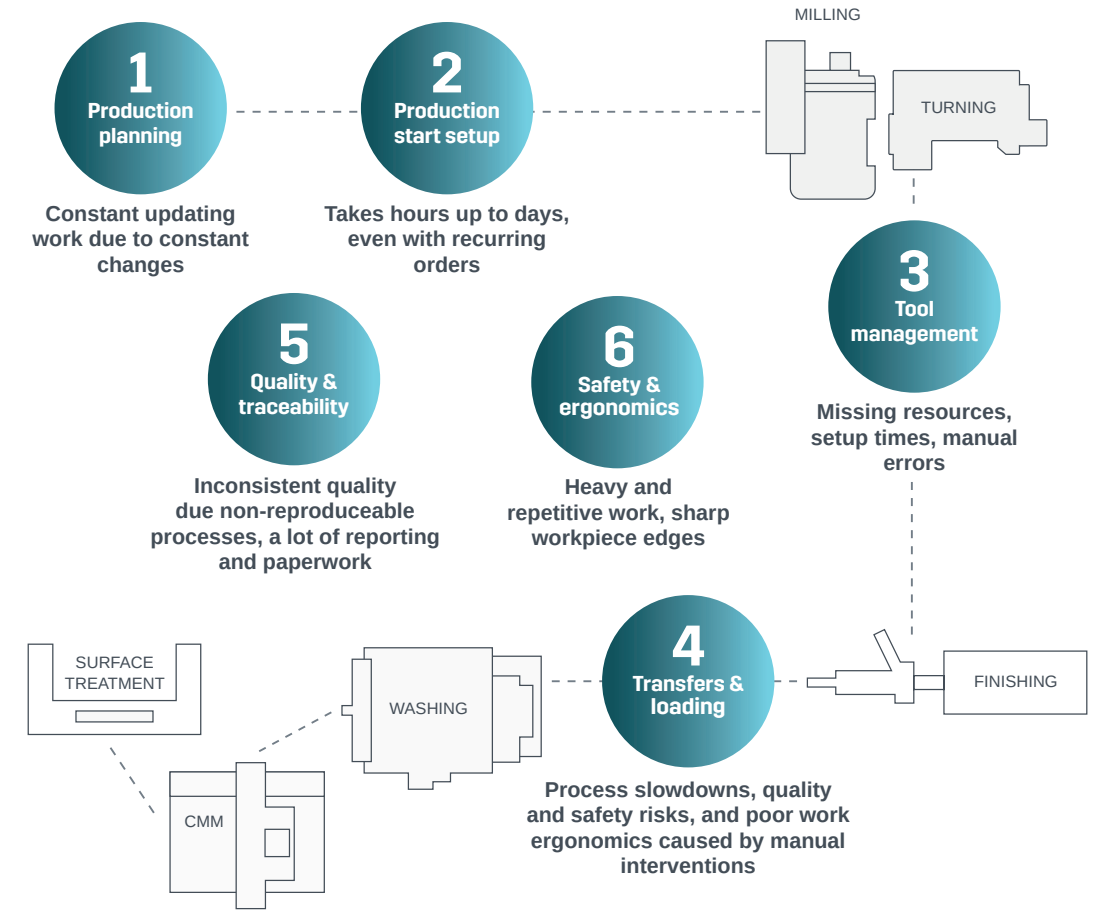 MILLING
1
Production
planning
2
Production
start setup
TURNING
Constant updating
work due to constant
changes
Takes hours up to days,
even with recurring
orders
3
Tool
management
5
Quality &
traceability
6
Safety &
ergonomics
Missing resources,
setup times, manual
errors
Inconsistent quality
due non-reproduceable
processes, a lot of reporting
and paperwork
Heavy and
repetitive work, sharp
workpiece edges
SURFACE
TREATMENT
WASHING
4
Transfers &
loading
FINISHING
CMM
Process slowdowns, quality
and safety risks, and poor work
ergonomics caused by manual
interventions